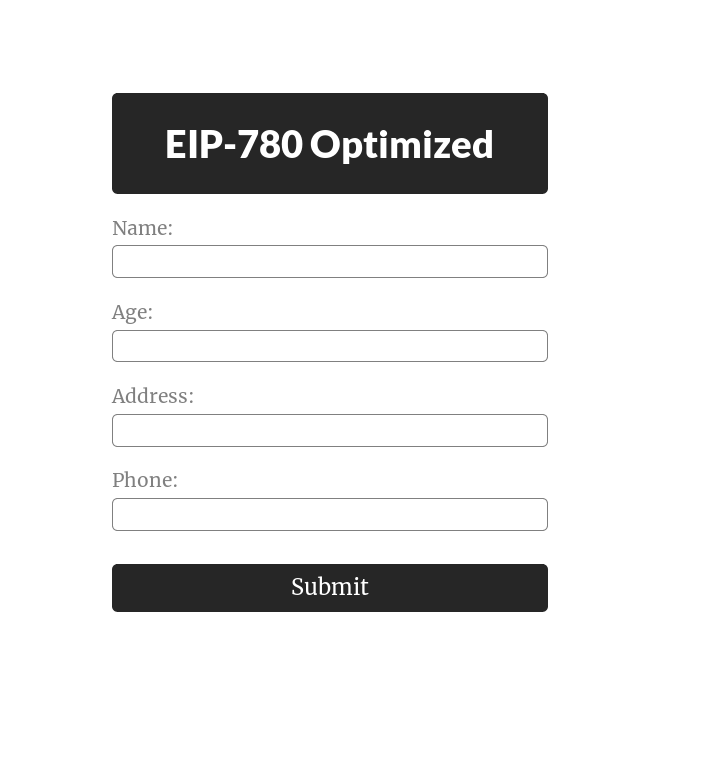 EIP-780 Optimized
Name:
Age:
Address:
Phone:
Submit